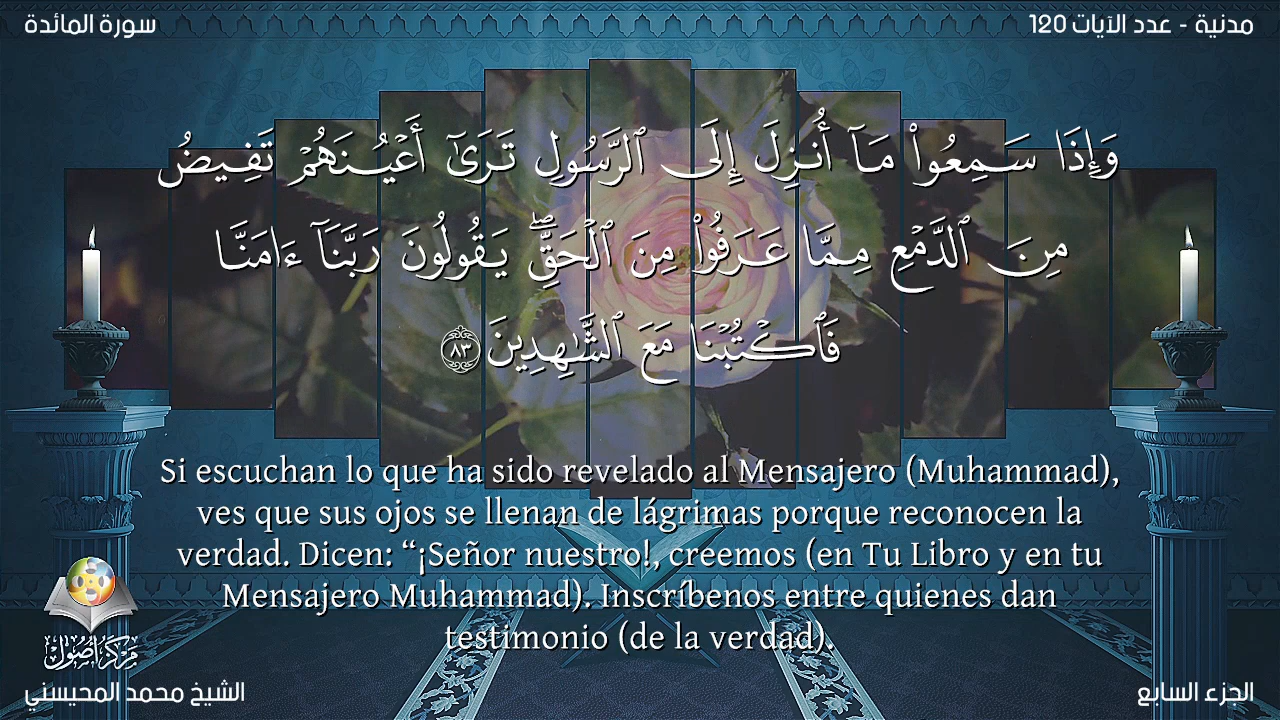 سورة المائدة
مدنية - عدد الآيات 120
وَإِذَا سَمِعُوا۟ مَآ أُنزِلَ إِلَى ٱلرَّسُولِ تَرَىٰٓ أَعْيُنَهُمْ تَفِيضُ
مِنَ ٱلدَّمْعِ مِمَّا عَرَفُوا۟ مِنَ ٱلْحَقِّ ۖ يَقُولُونَ رَبَّنَآ ءَامَنَّا
فَٱكْتُبْنَا مَعَ ٱلشَّٰهِدِينَ ٨٣
Si escuchan lo que ha sido revelado al Mensajero (Muhammad),
ves que sus ojos se llenan de lágrimas porque reconocen la
verdad. Dicen: “¡Señor nuestro!, creemos (en Tu Libro y en tu
Mensajero Muhammad). Inscríbenos entre quienes dan
testimonio (de la verdad).
مركز أصول
الشيخ محمد المحيسني
الجزء السابع